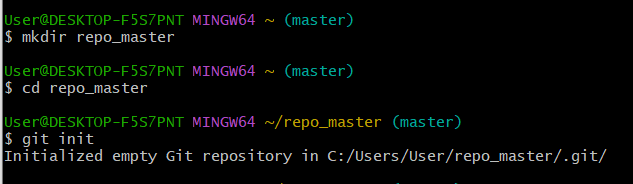 User@DESKTOP-F5S7PNT MINGW64 ~ (master)
$ mkdir repo_master
User@DESKTOP-F5S7PNT MINGW64 ~ (master)
$ cd repo_master
User@DESKTOP-F5S7PNT MINGW64 ~/repo_master (master)
$ git init
Initialized empty Git repository in C:/Users/User/repo_master/.git/